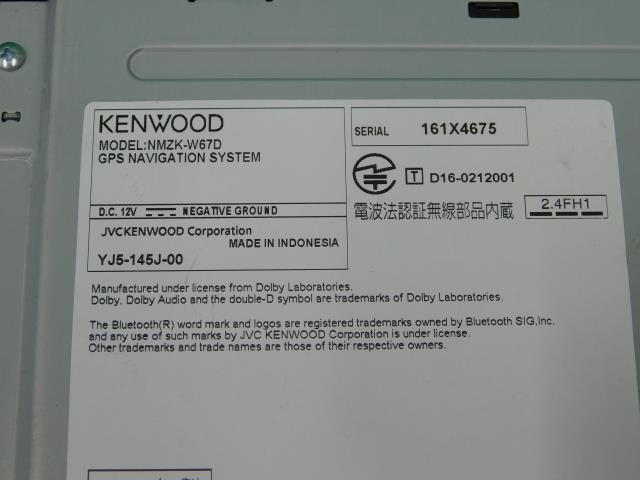 KENWOOD
MODEL:NMZK-W67D
GPS NAVIGATION SYSTEM
SERIAL 161X4675
T D16-0212001
電波法認証無線部品内蔵
2.4FH1
D.C. 12V NEGATIVE GROUND
JVCKENWOOD Corporation
MADE IN INDONESIA
YJ5-145J-00
Manufactured under license from Dolby Laboratories.
Dolby, Dolby Audio and the double-D symbol are trademarks of Dolby Laboratories.
The Bluetooth(R) word mark and logos are registered trademarks owned by Bluetooth SIG,Inc.
and any use of such marks by JVC KENWOOD Corporation is under license.
Other trademarks and trade names are those of their respective owners.